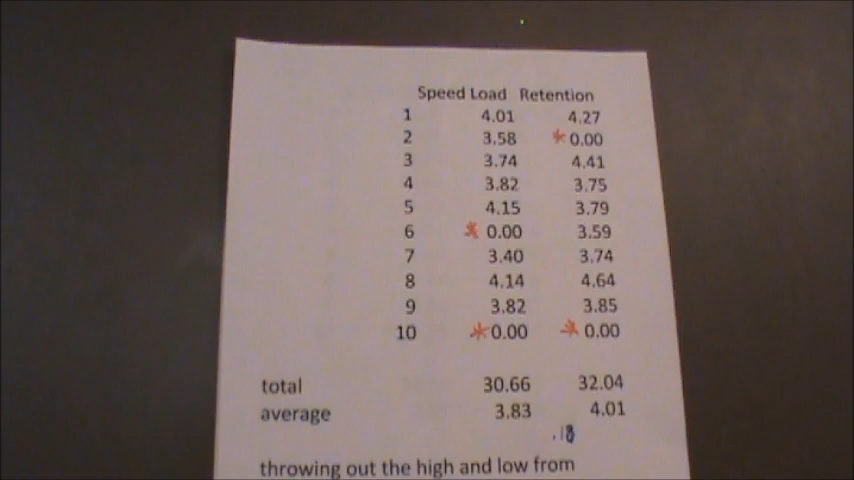 Speed Load Retention
1 4.01 4.27
2 3.58 *0.00
3 3.74 4.41
4 3.82 3.75
5 4.15 3.79
6 *0.00 3.59
7 3.40 3.74
8 4.14 4.64
9 3.82 3.85
10 *0.00 *0.00
total 30.66 32.04
average 3.83 4.01
.18
throwing out the high and low from